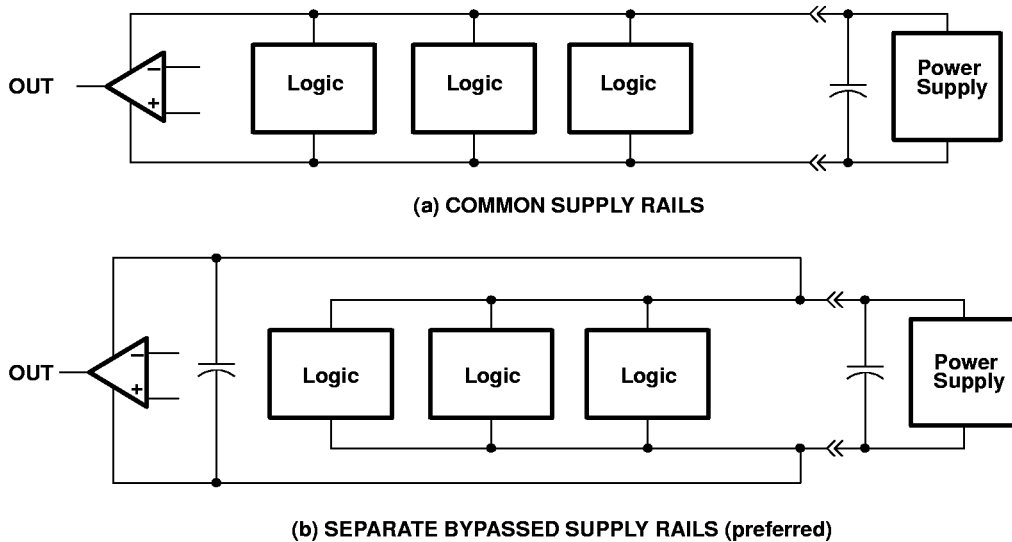 OUT
−
+
Logic
Logic
Logic
Power
Supply
(a) COMMON SUPPLY RAILS
OUT
−
+
Logic
Logic
Logic
Power
Supply
(b) SEPARATE BYPASSED SUPPLY RAILS (preferred)